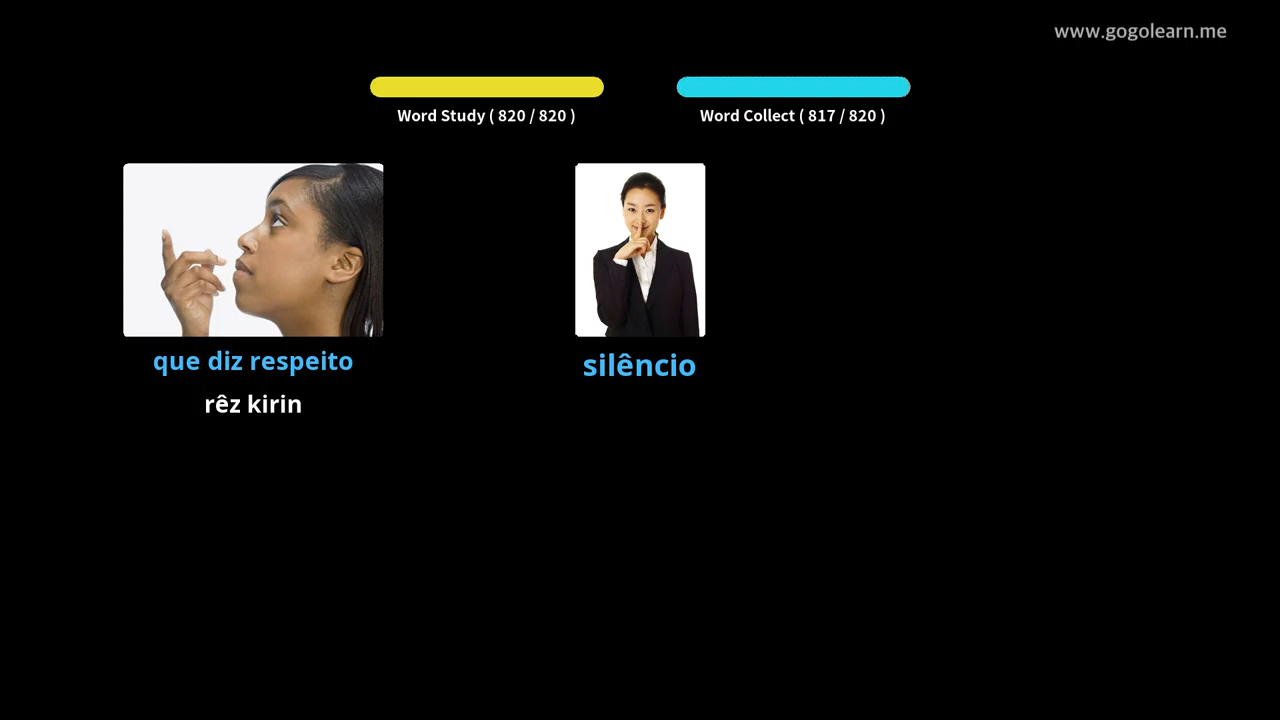 www.gogolearn.me
Word Study ( 820 / 820 )
Word Collect ( 817 / 820 )
que diz respeito
rêz kirin
silêncio